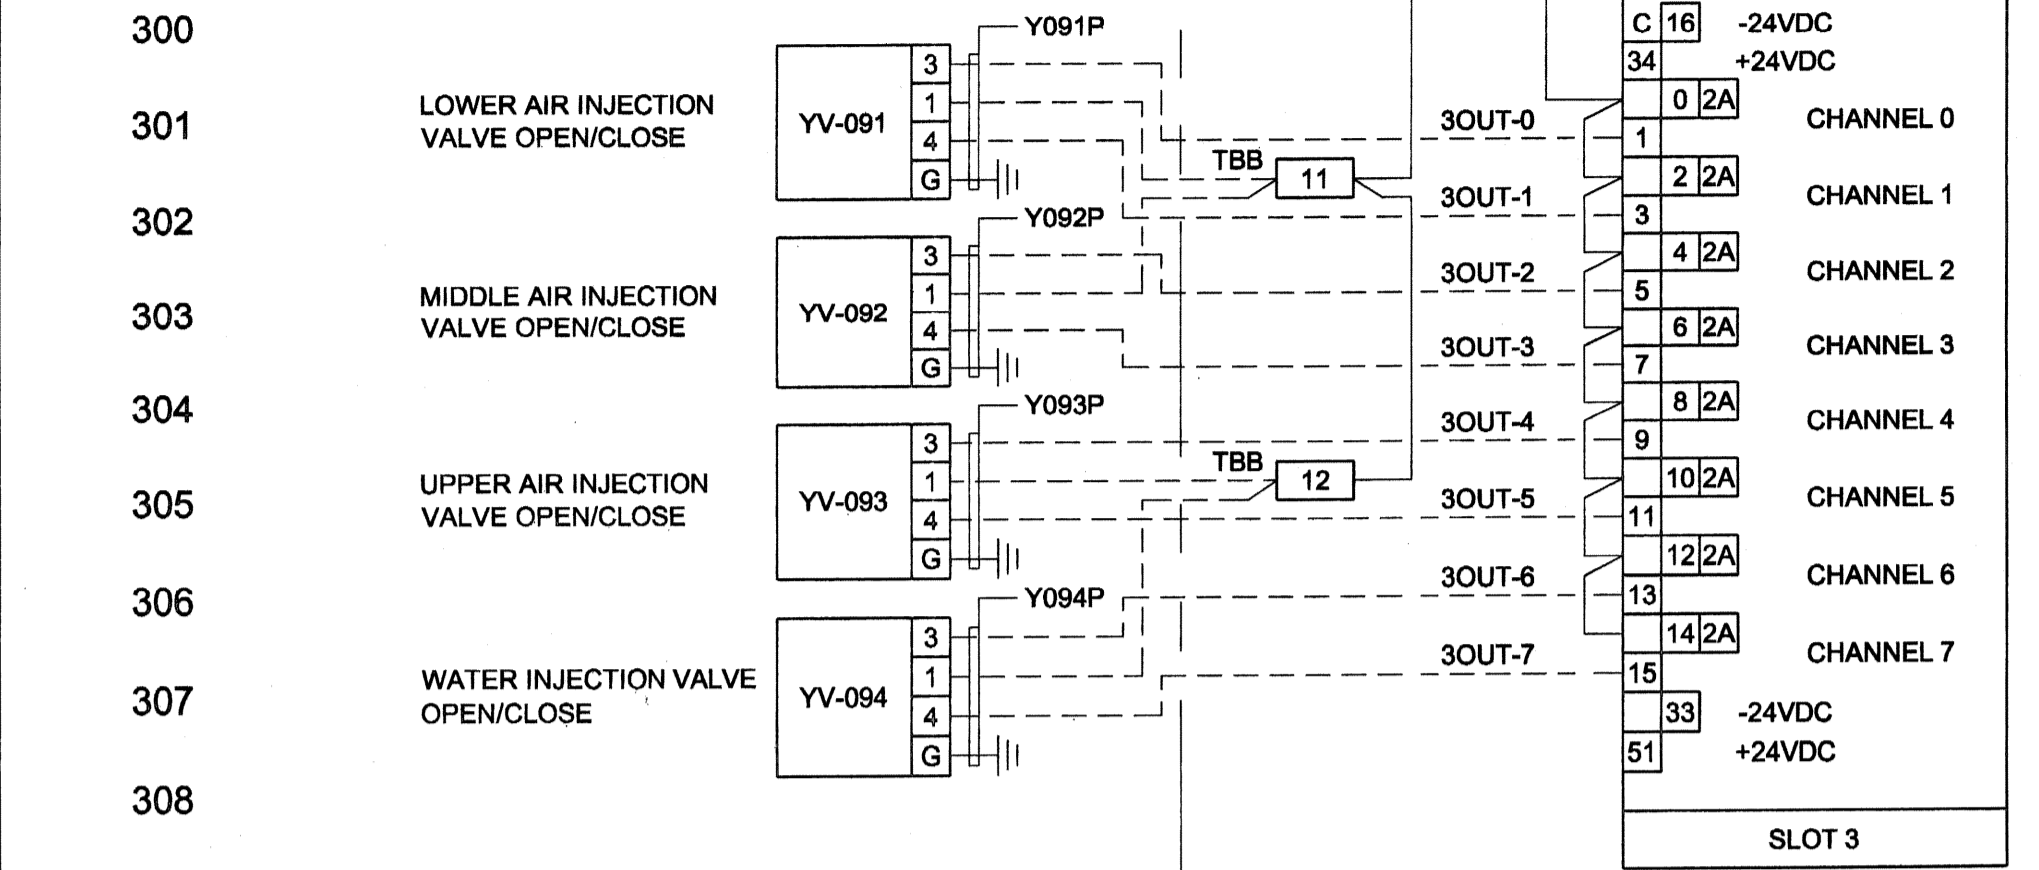 300
301
302
303
304
305
306
307
308
LOWER AIR INJECTION
VALVE OPEN/CLOSE
MIDDLE AIR INJECTION
VALVE OPEN/CLOSE
UPPER AIR INJECTION
VALVE OPEN/CLOSE
WATER INJECTION VALVE
OPEN/CLOSE
Y091P
YV-091
3
1
4
G
Y092P
YV-092
3
1
4
G
Y093P
YV-093
3
1
4
G
Y094P
YV-094
3
1
4
G
TBB
11
TBB
12
3OUT-0
3OUT-1
3OUT-2
3OUT-3
3OUT-4
3OUT-5
3OUT-6
3OUT-7
C 16 -24VDC
34 +24VDC
0 2A
1
CHANNEL 0
2 2A
3
CHANNEL 1
4 2A
5
CHANNEL 2
6 2A
7
CHANNEL 3
8 2A
9
CHANNEL 4
10 2A
11
CHANNEL 5
12 2A
13
CHANNEL 6
14 2A
15
CHANNEL 7
33 -24VDC
51 +24VDC
SLOT 3